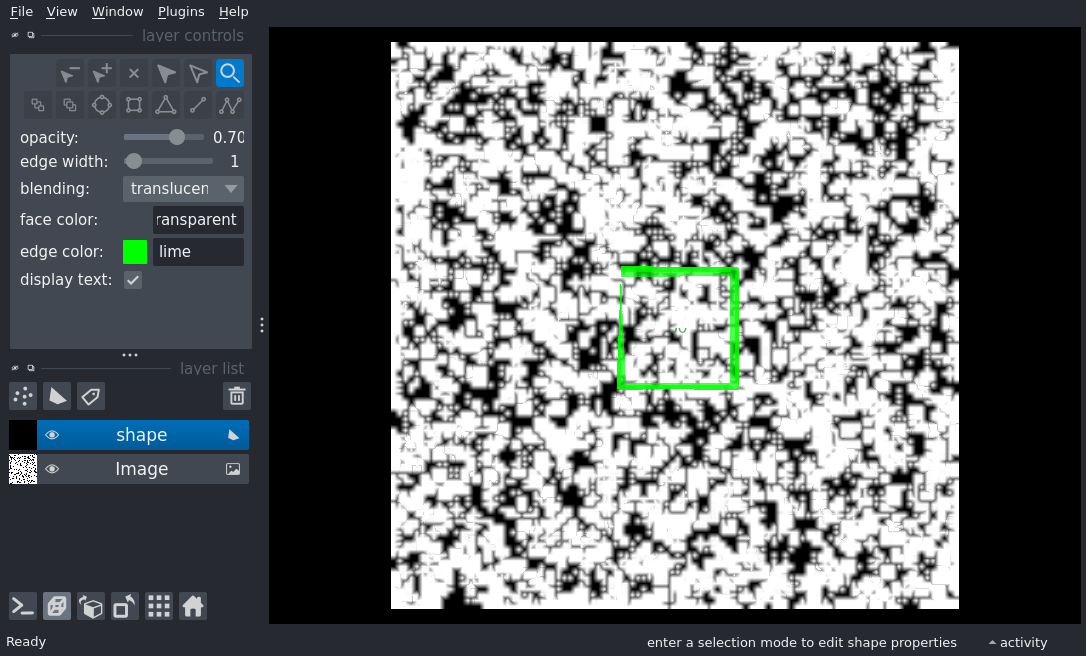 File View Window Plugins Help
layer controls
opacity: 0.70
edge width: 1
blending: translucen
face color: ransparent
edge color: lime
display text:
layer list
shape
Image
Ready
enter a selection mode to edit shape properties
activity